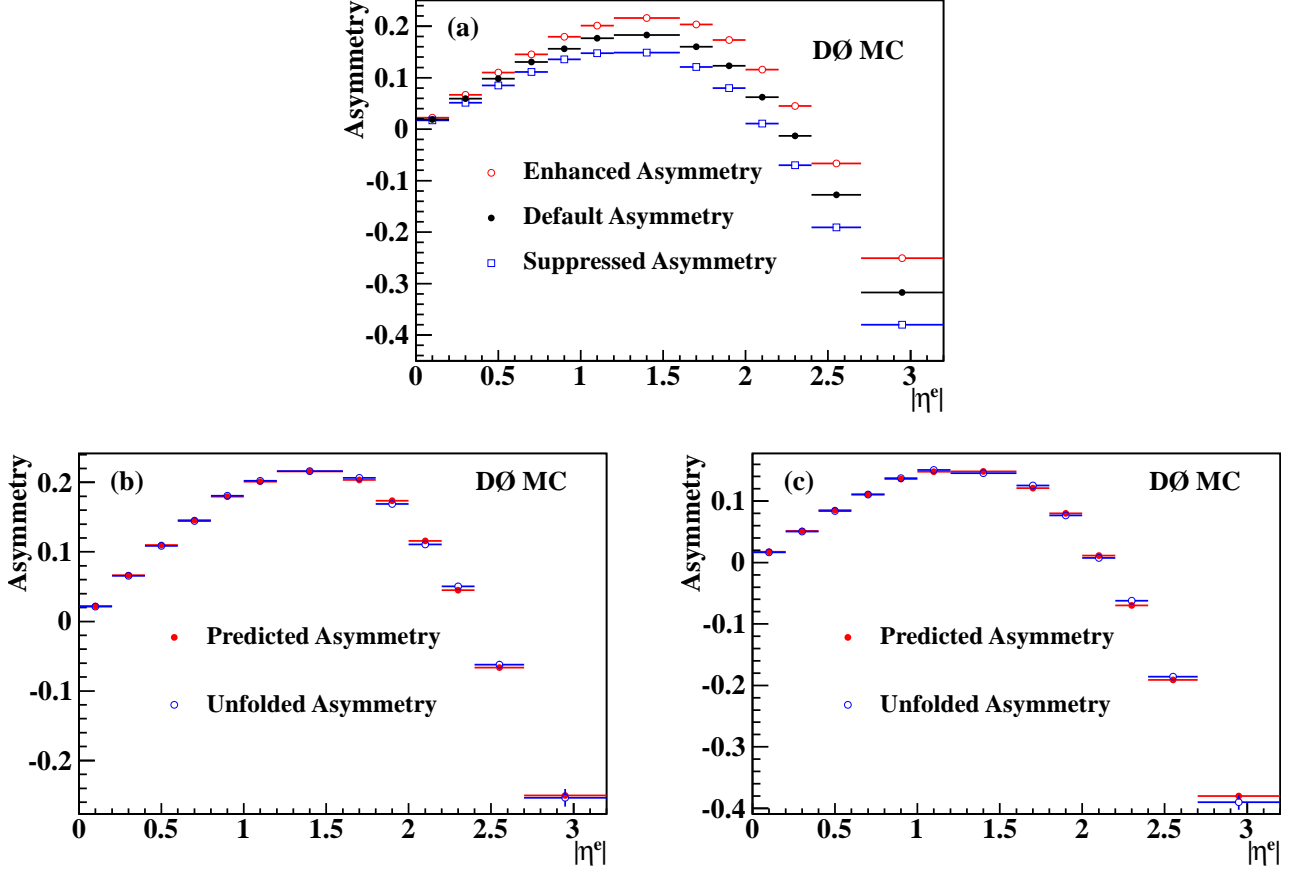 (a)
DØ MC
Asymmetry
0.2
0.1
0
-0.1
-0.2
-0.3
-0.4
Enhanced Asymmetry
Default Asymmetry
Suppressed Asymmetry
0 0.5 1 1.5 2 2.5 3
|ηᵉ|
(b)
DØ MC
Asymmetry
0.2
0.1
0
-0.1
-0.2
Predicted Asymmetry
Unfolded Asymmetry
0 0.5 1 1.5 2 2.5 3
|ηᵉ|
(c)
DØ MC
Asymmetry
0.1
0
-0.1
-0.2
-0.3
-0.4
Predicted Asymmetry
Unfolded Asymmetry
0 0.5 1 1.5 2 2.5 3
|ηᵉ|